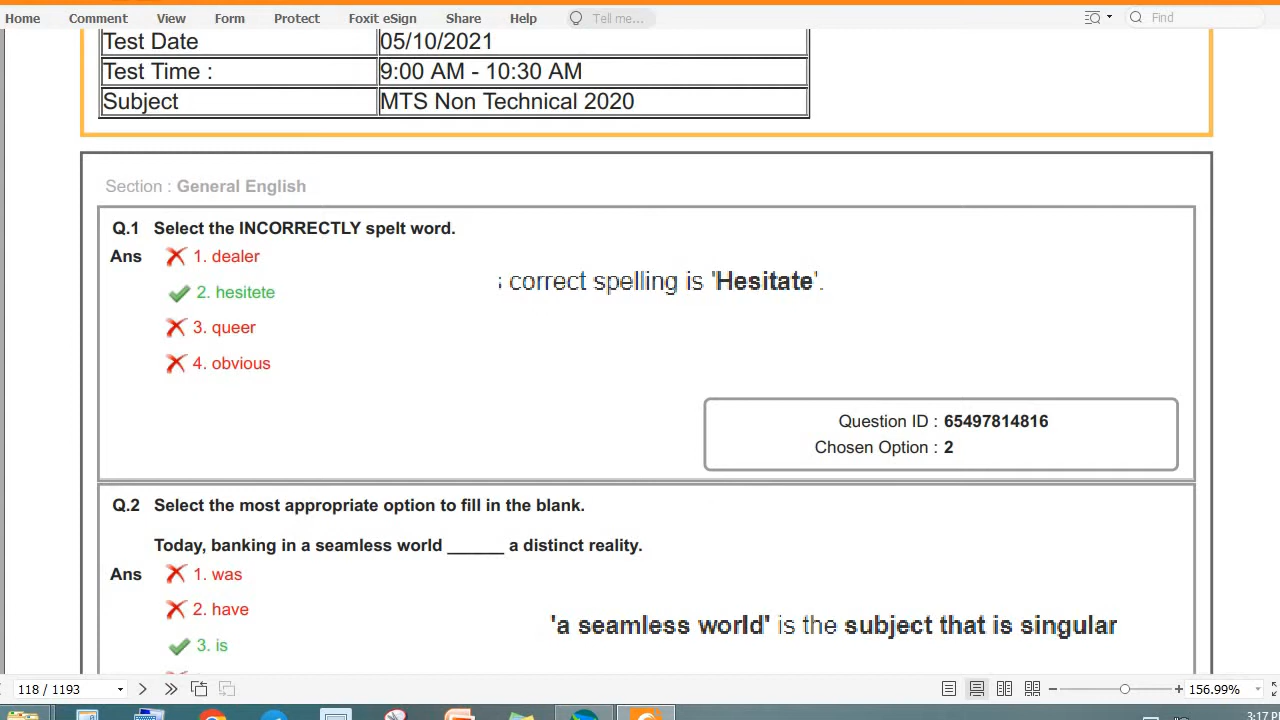 Home Comment View Form Protect Foxit eSign Share Help Tell me... Find
Test Date 05/10/2021
Test Time : 9:00 AM - 10:30 AM
Subject MTS Non Technical 2020
Section : General English
Q.1 Select the INCORRECTLY spelt word.
Ans 1. dealer
correct spelling is 'Hesitate'.
2. hesitete
3. queer
4. obvious
Question ID : 65497814816
Chosen Option : 2
Q.2 Select the most appropriate option to fill in the blank.
Today, banking in a seamless world ______ a distinct reality.
Ans 1. was
2. have
'a seamless world' is the subject that is singular
3. is
118 / 1193 156.99%
3:17 P